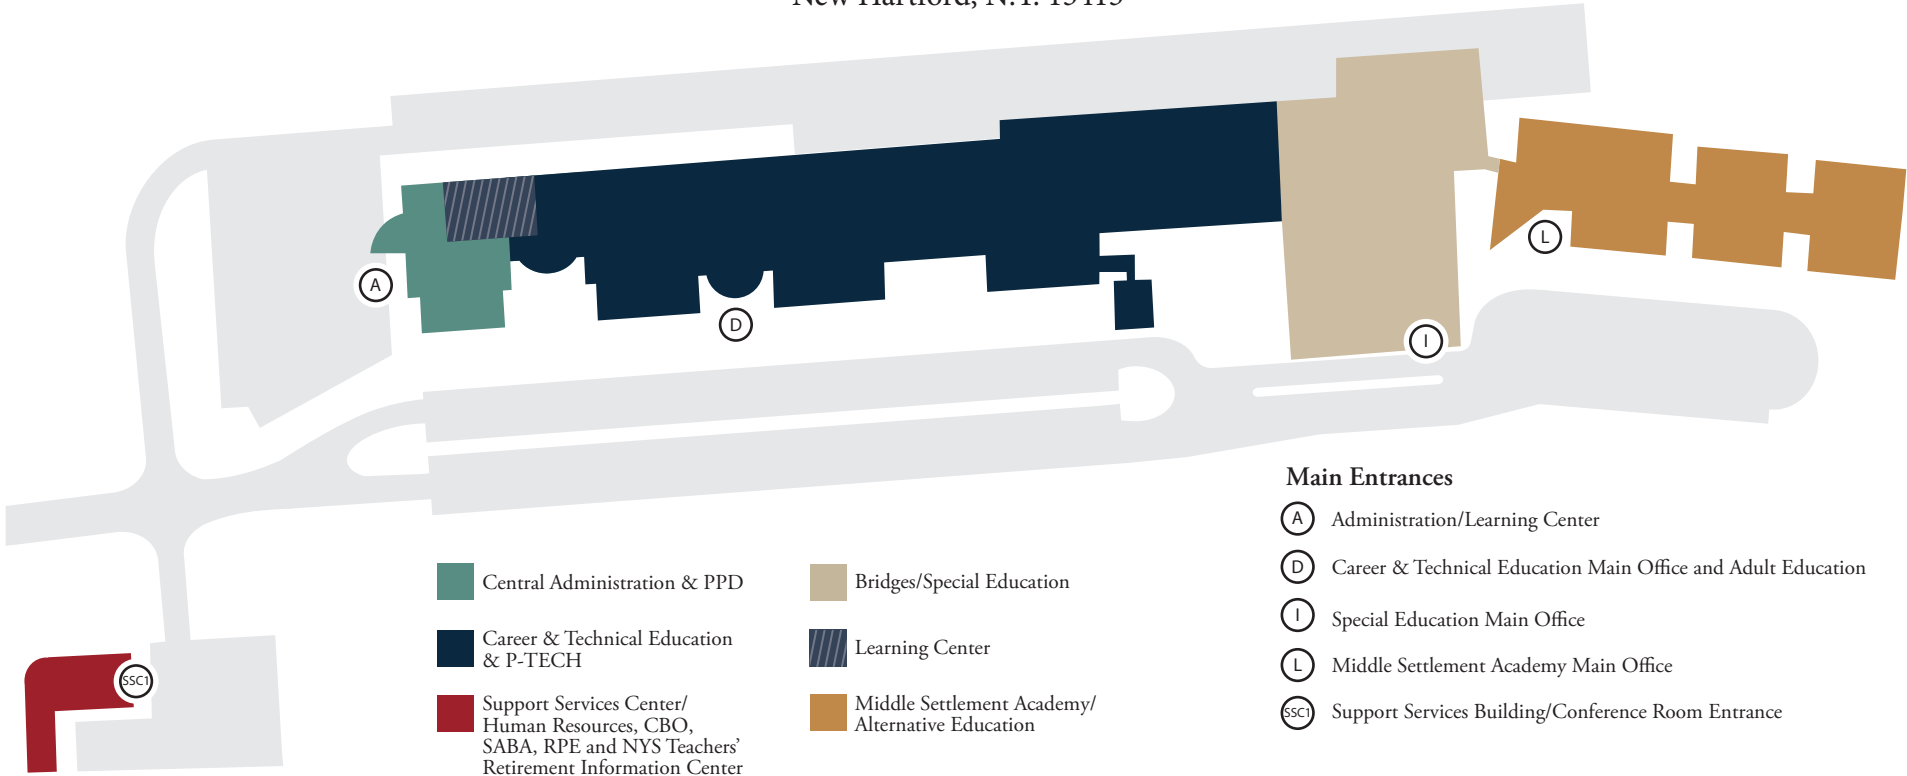 New Hartford, N.Y. 13413
A
D
I
L
SSC1
Central Administration & PPD
Career & Technical Education
& P-TECH
Support Services Center/
Human Resources, CBO,
SABA, RPE and NYS Teachers’
Retirement Information Center
Bridges/Special Education
Learning Center
Middle Settlement Academy/
Alternative Education
Main Entrances
A Administration/Learning Center
D Career & Technical Education Main Office and Adult Education
I Special Education Main Office
L Middle Settlement Academy Main Office
SSC1 Support Services Building/Conference Room Entrance